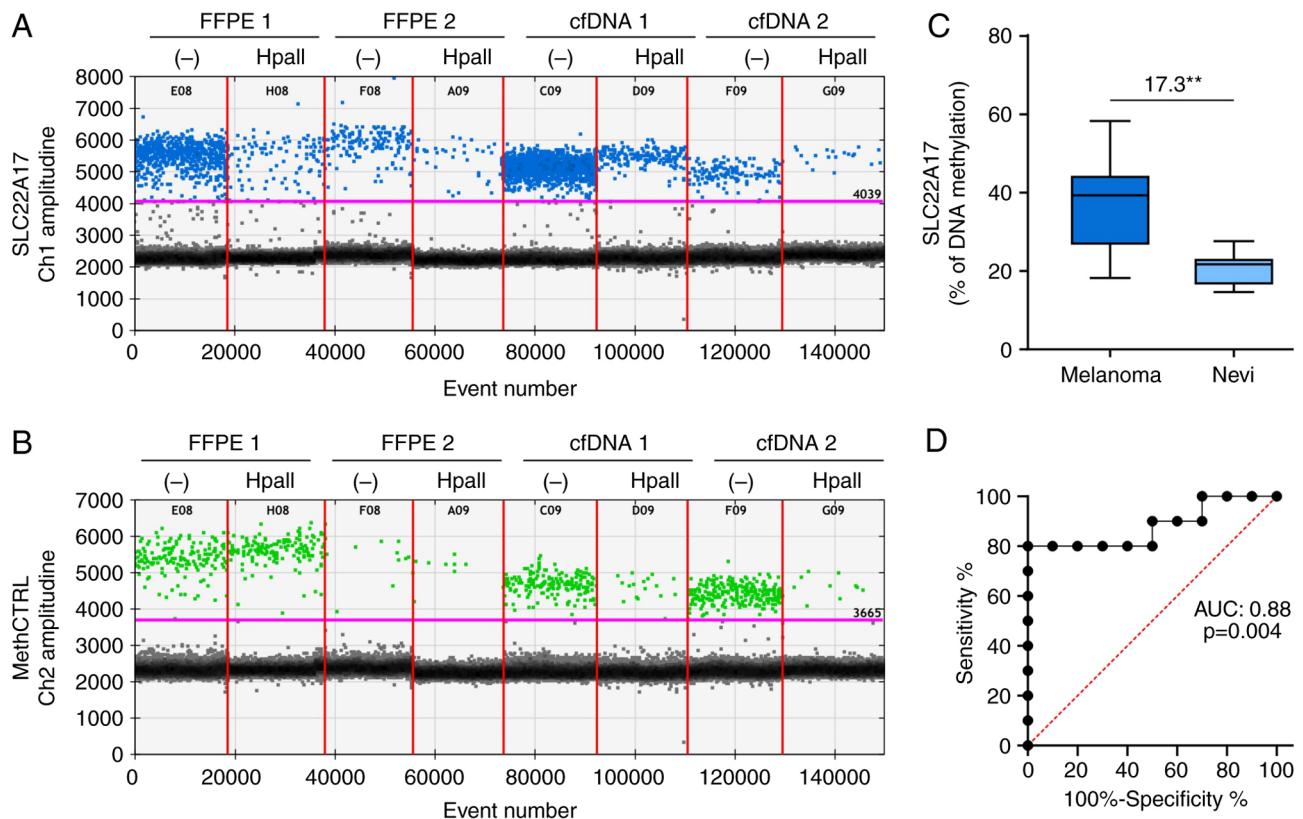 A
FFPE 1 FFPE 2 cfDNA 1 cfDNA 2
(–) HpaII (–) HpaII (–) HpaII (–) HpaII
E08 H08 F08 A09 C09 D09 F09 G09
SLC22A17
Ch1 amplitudine
8000
7000
6000
5000
4000
3000
2000
1000
0
4039
0 20000 40000 60000 80000 100000 120000 140000
Event number
B
FFPE 1 FFPE 2 cfDNA 1 cfDNA 2
(–) HpaII (–) HpaII (–) HpaII (–) HpaII
E08 H08 F08 A09 C09 D09 F09 G09
MethCTRL
Ch2 amplitudine
7000
6000
5000
4000
3000
2000
1000
0
3665
0 20000 40000 60000 80000 100000 120000 140000
Event number
C
SLC22A17
(% of DNA methylation)
80
60
40
20
0
17.3**
Melanoma Nevi
D
Sensitivity %
100
80
60
40
20
0
AUC: 0.88
p=0.004
0 20 40 60 80 100
100%-Specificity %